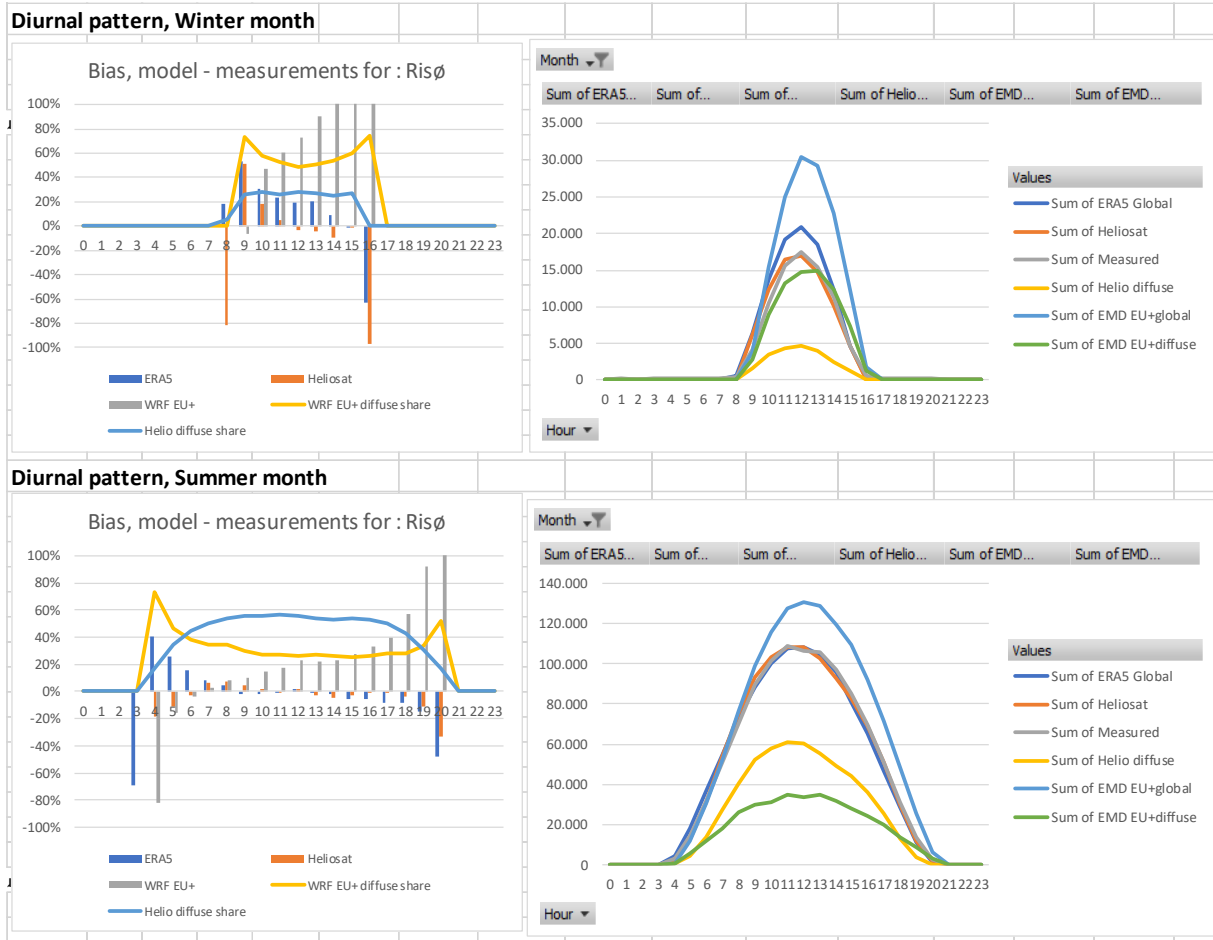 Diurnal pattern, Winter month
Bias, model - measurements for : Risø
100%
80%
60%
40%
20%
0%
-20%
-40%
-60%
-80%
-100%
0 1 2 3 4 5 6 7 8 9 10 11 12 13 14 15 16 17 18 19 20 21 22 23
ERA5 Heliosat
WRF EU+ WRF EU+ diffuse share
Helio diffuse share
Month
Sum of ERA5... Sum of... Sum of... Sum of Helio... Sum of EMD... Sum of EMD...
35.000
30.000
25.000
20.000
15.000
10.000
5.000
0
0 1 2 3 4 5 6 7 8 9 10 11 12 13 14 15 16 17 18 19 20 21 22 23
Values
Sum of ERA5 Global
Sum of Heliosat
Sum of Measured
Sum of Helio diffuse
Sum of EMD EU+global
Sum of EMD EU+diffuse
Hour
Diurnal pattern, Summer month
Bias, model - measurements for : Risø
100%
80%
60%
40%
20%
0%
-20%
-40%
-60%
-80%
-100%
0 1 2 3 4 5 6 7 8 9 10 11 12 13 14 15 16 17 18 19 20 21 22 23
ERA5 Heliosat
WRF EU+ WRF EU+ diffuse share
Helio diffuse share
Month
Sum of ERA5... Sum of... Sum of... Sum of Helio... Sum of EMD... Sum of EMD...
140.000
120.000
100.000
80.000
60.000
40.000
20.000
0
0 1 2 3 4 5 6 7 8 9 10 11 12 13 14 15 16 17 18 19 20 21 22 23
Values
Sum of ERA5 Global
Sum of Heliosat
Sum of Measured
Sum of Helio diffuse
Sum of EMD EU+global
Sum of EMD EU+diffuse
Hour